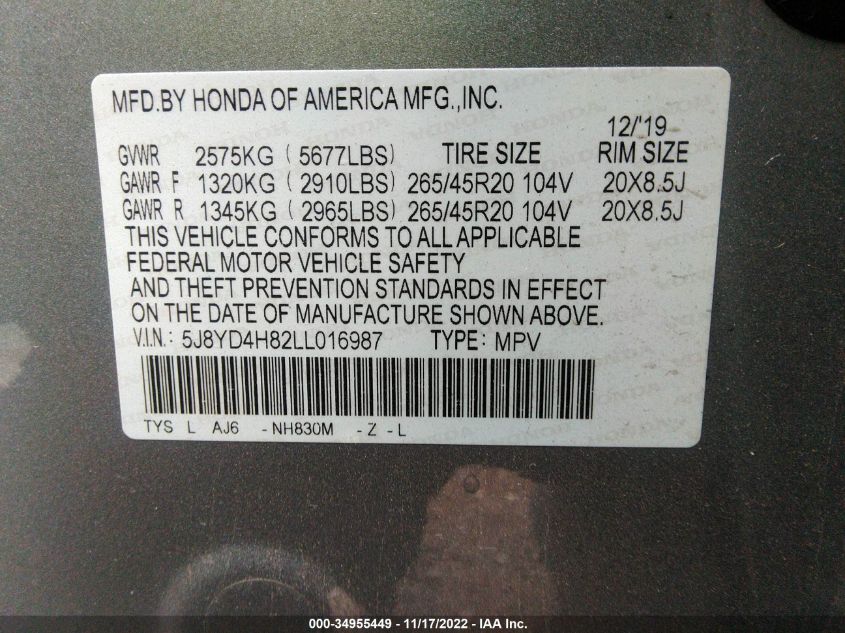 MFD.BY HONDA OF AMERICA MFG.,INC.
12/'19
GVWR 2575KG ( 5677LBS) TIRE SIZE RIM SIZE
GAWR F 1320KG ( 2910LBS) 265/45R20 104V 20X8.5J
GAWR R 1345KG ( 2965LBS) 265/45R20 104V 20X8.5J
THIS VEHICLE CONFORMS TO ALL APPLICABLE
FEDERAL MOTOR VEHICLE SAFETY
AND THEFT PREVENTION STANDARDS IN EFFECT
ON THE DATE OF MANUFACTURE SHOWN ABOVE.
V.I.N.: 5J8YD4H82LL016987 TYPE: MPV
TYS L AJ6 -NH830M -Z -L
000-34955449 - 11/17/2022 - IAA Inc.